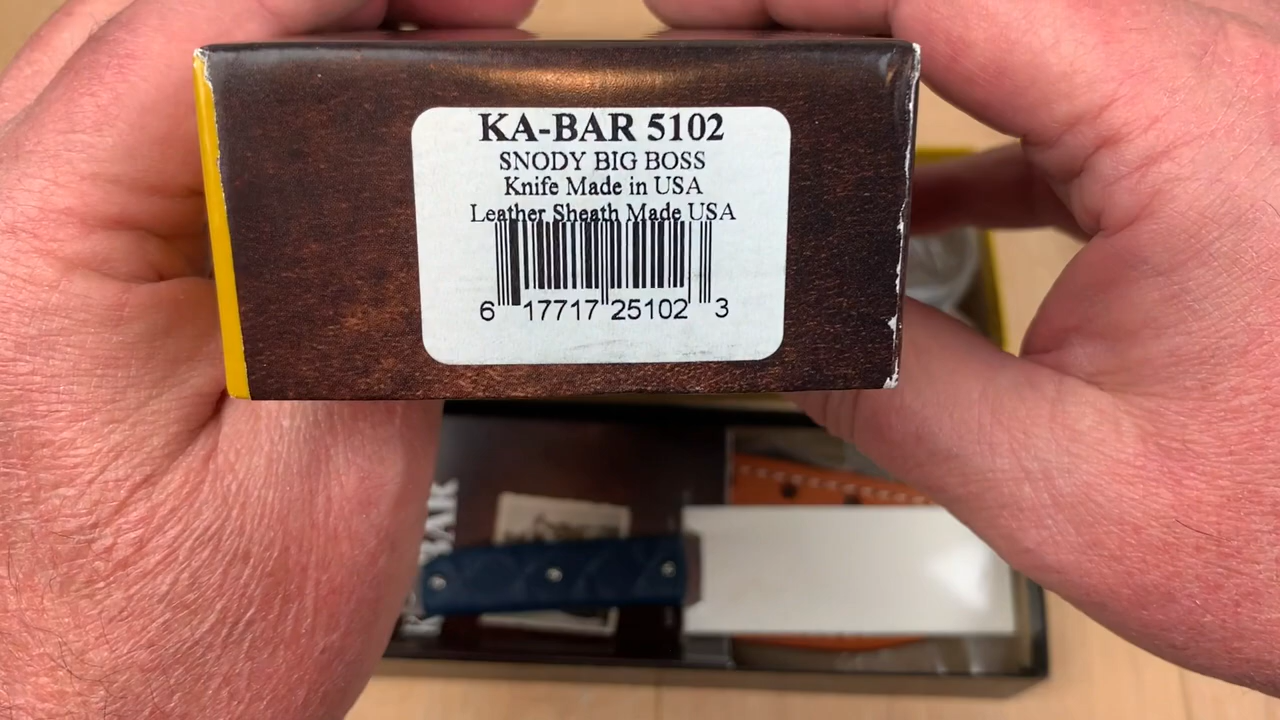 KA-BAR 5102
SNODY BIG BOSS
Knife Made in USA
Leather Sheath Made USA
6 17717 25102 3